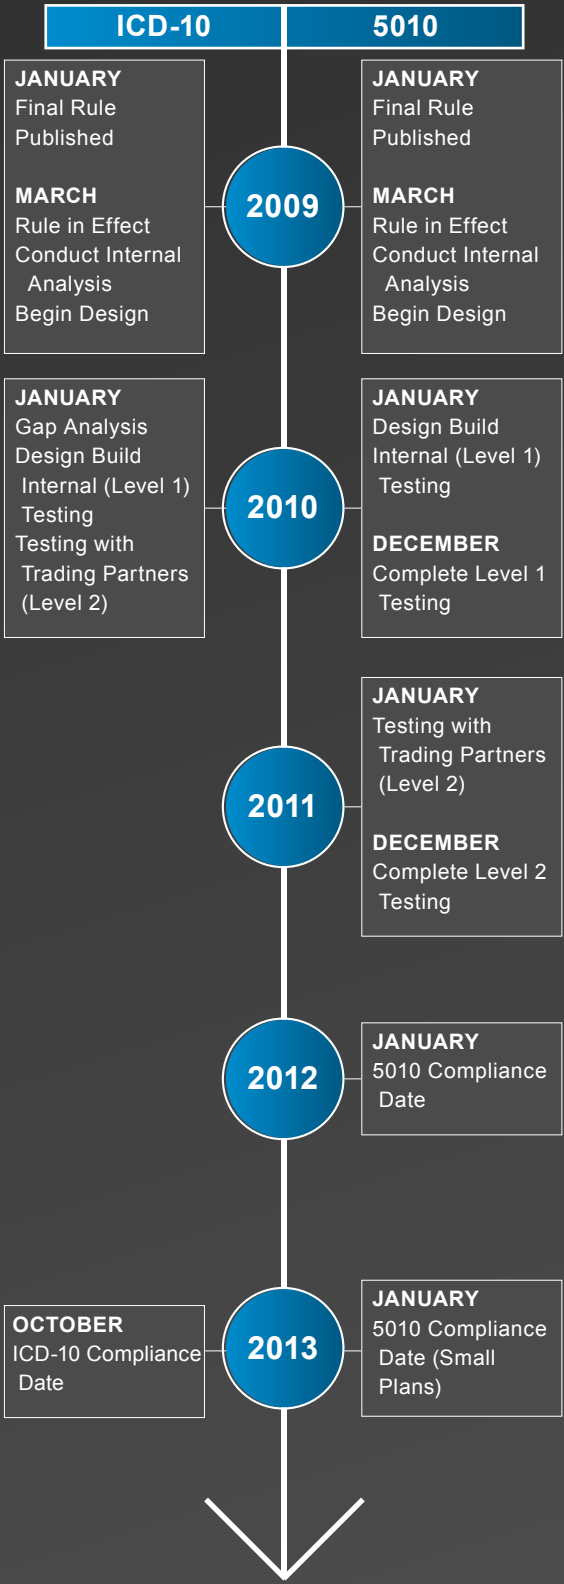 ICD-10
5010
JANUARY
Final Rule
Published
MARCH
Rule in Effect
Conduct Internal
Analysis
Begin Design
2009
JANUARY
Final Rule
Published
MARCH
Rule in Effect
Conduct Internal
Analysis
Begin Design
JANUARY
Gap Analysis
Design Build
Internal (Level 1)
Testing
Testing with
Trading Partners
(Level 2)
2010
JANUARY
Design Build
Internal (Level 1)
Testing
DECEMBER
Complete Level 1
Testing
2011
JANUARY
Testing with
Trading Partners
(Level 2)
DECEMBER
Complete Level 2
Testing
2012
JANUARY
5010 Compliance
Date
OCTOBER
ICD-10 Compliance
Date
2013
JANUARY
5010 Compliance
Date (Small
Plans)